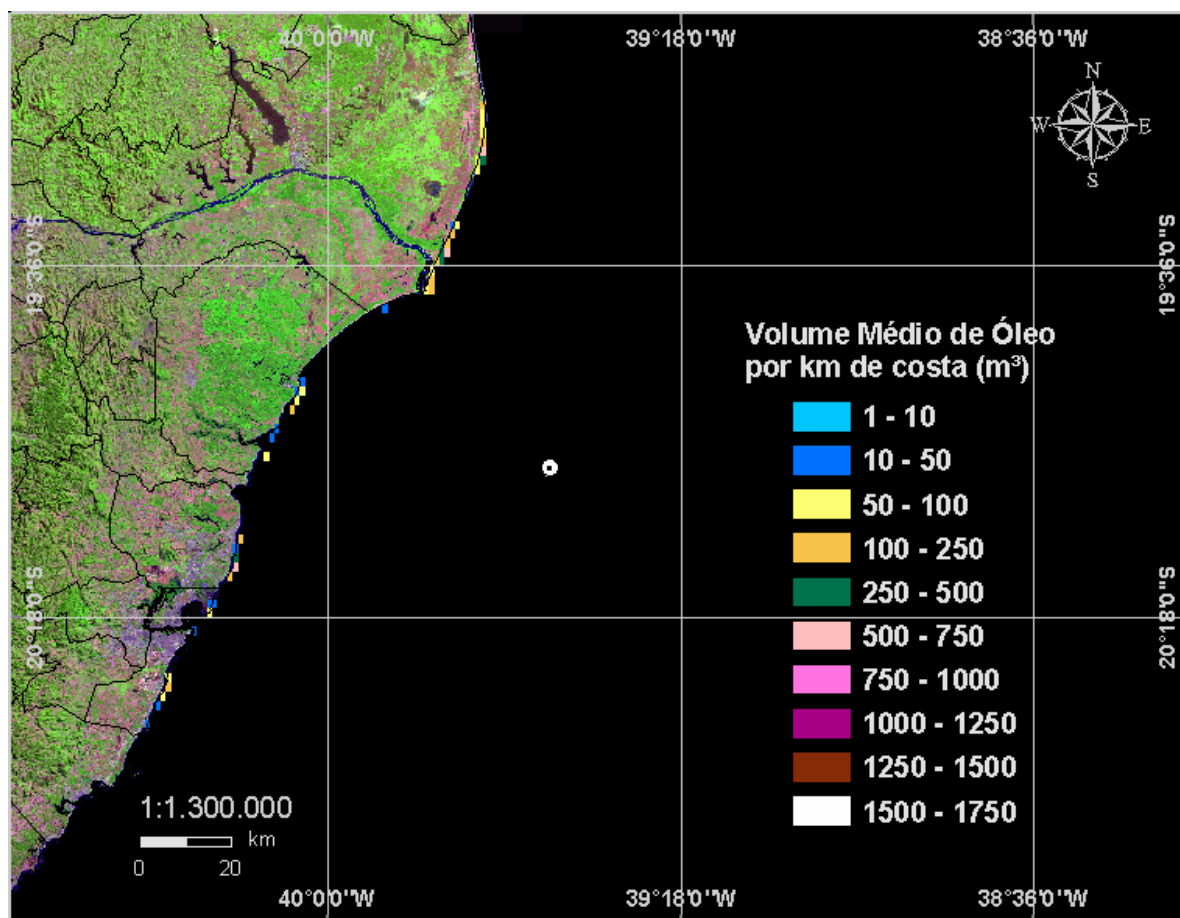 40°0'0"W
39°18'0"W
38°36'0"W
N
W
E
S
19°36'0"S
19°36'0"S
Volume Médio de Óleo
por km de costa (m³)
1 - 10
10 - 50
50 - 100
100 - 250
250 - 500
500 - 750
750 - 1000
1000 - 1250
1250 - 1500
1500 - 1750
20°18'0"S
20°18'0"S
1:1.300.000
km
0
20
40°0'0"W
39°18'0"W
38°36'0"W